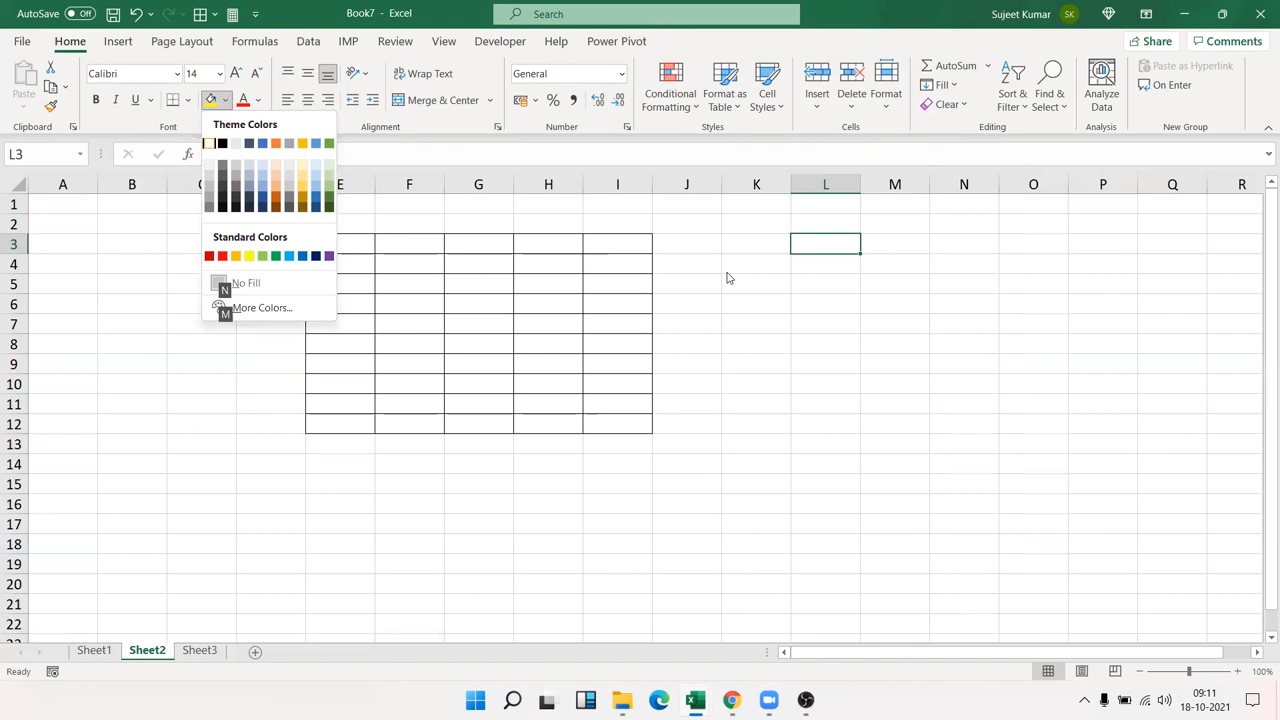 AutoSave Off Book7 - Excel Search Sujeet Kumar SK
File Home Insert Page Layout Formulas Data IMP Review View Developer Help Power Pivot Share Comments
Paste Calibri 14 A A Wrap Text General Conditional Formatting Format as Table Cell Styles Insert Delete Format AutoSum Fill Clear Sort & Filter Find & Select Analyze Data Paste as Hyperlink On Enter
B I U A Merge & Center %
Clipboard Font Alignment Number Styles Cells Editing Analysis New Group
L3 fx
Theme Colors
Standard Colors
No Fill
N
More Colors...
M
A B C E F G H I J K L M N O P Q R
1
2
3
4
5
6
7
8
9
10
11
12
13
14
15
16
17
18
19
20
21
22
Sheet1 Sheet2 Sheet3
Ready 100%
09:11
18-10-2021